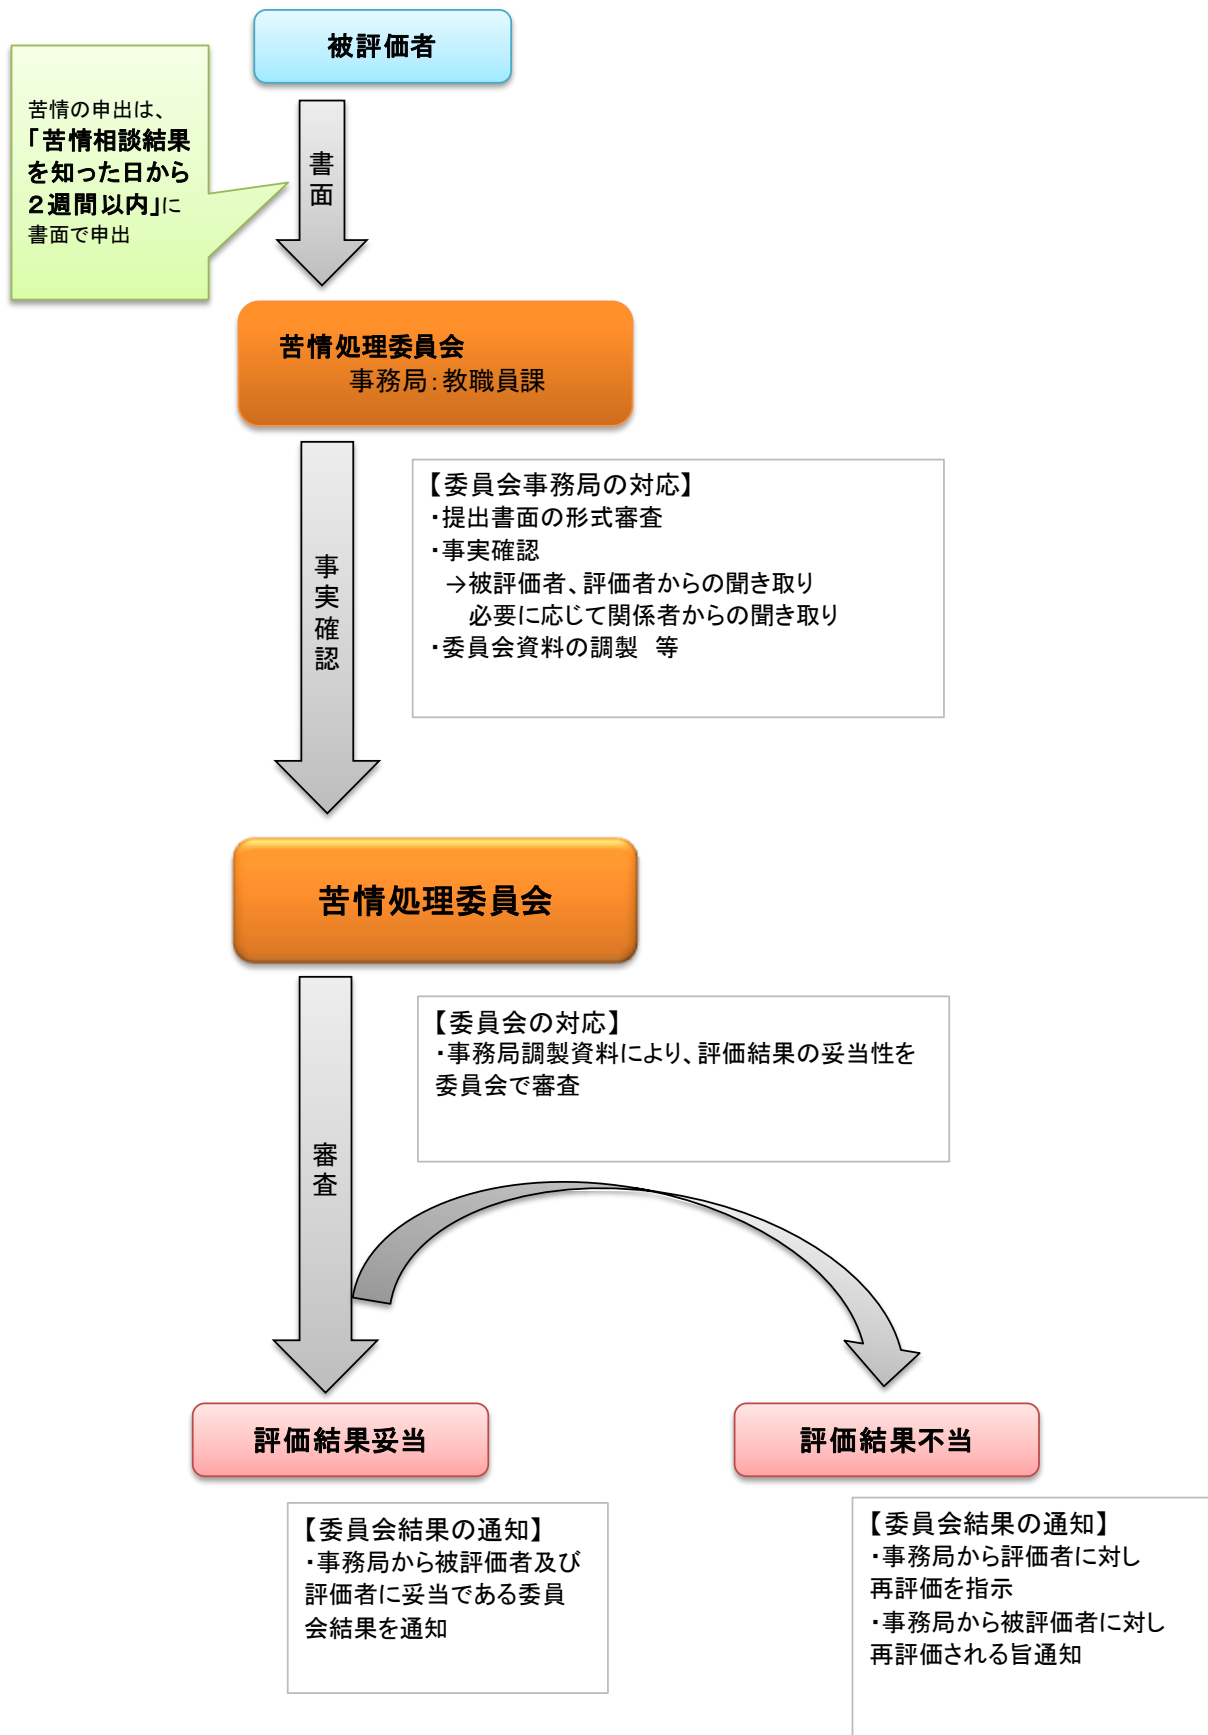 被評価者
苦情の申出は、
「苦情相談結果
を知った日から
２週間以内」に
書面で申出
書面
苦情処理委員会
事務局：教職員課
事実確認
【委員会事務局の対応】
・提出書面の形式審査
・事実確認
→被評価者、評価者からの聞き取り
必要に応じて関係者からの聞き取り
・委員会資料の調製　等
苦情処理委員会
審査
【委員会の対応】
・事務局調製資料により、評価結果の妥当性を
委員会で審査
評価結果妥当
評価結果不当
【委員会結果の通知】
・事務局から被評価者及び
評価者に妥当である委員
会結果を通知
【委員会結果の通知】
・事務局から評価者に対し
再評価を指示
・事務局から被評価者に対し
再評価される旨通知